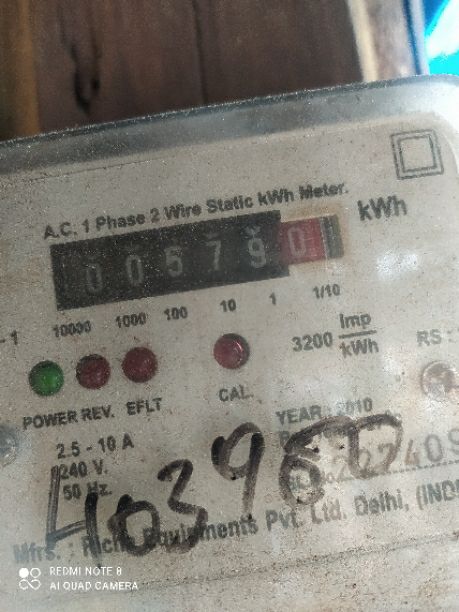 A.C. 1 Phase 2 Wire Static kWh Meter.
kWh
0 0 5 7 9 0
10000 1000 100 10 1 1/10
3200 Imp/kWh
RS :
POWER REV. EFLT CAL.
YEAR : 2010
2.5 - 10 A
240 V.
50 Hz.
403960
Mfrs. : Equipments Pvt. Ltd. Delhi, (INDI
REDMI NOTE 8
AI QUAD CAMERA